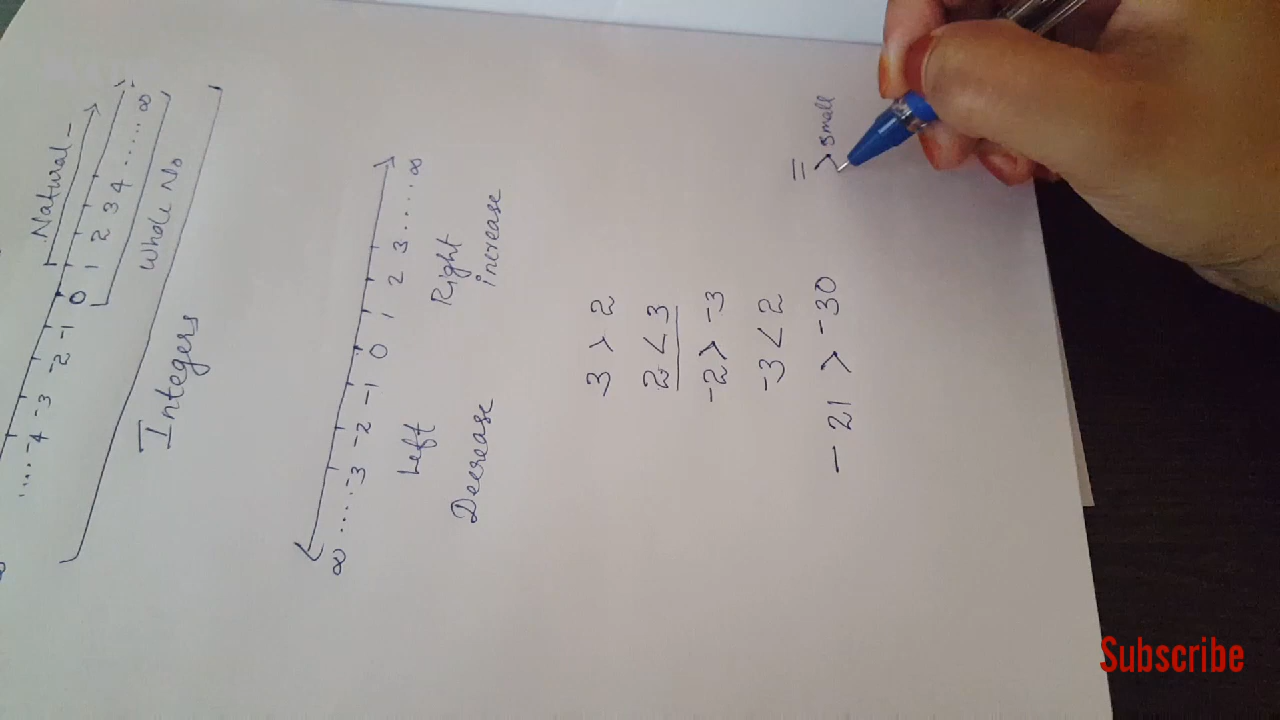 Natural
.... -4 -3 -2 -1 0 1 2 3 4 ...... ∞
Whole No
Integers
∞ .... -3 -2 -1 0 1 2 3 .... ∞
Left Right
Decrease increase
3 > 2
2 < 3
-2 > -3
-3 < 2
=
-21 > -30 > small
Subscribe